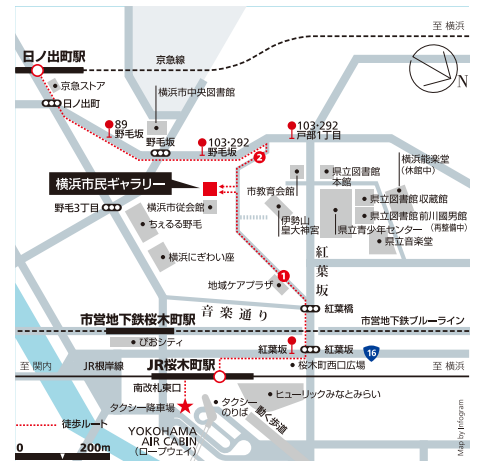 至 横浜
日ノ出町駅
京急線
N
京急ストア
横浜市中央図書館
日ノ出町
89
野毛坂
103・292
野毛坂
103・292
戸部1丁目
野毛坂
2
横浜能楽堂
(休館中)
県立図書館
本館
横浜市民ギャラリー
市教育会館
県立図書館 収蔵館
野毛3丁目
横浜市従会館
伊勢山
皇大神宮
県立図書館 前川國男館
(再整備中)
県立青少年センター
ちぇるる野毛
県立音楽堂
紅葉坂
横浜にぎわい座
1
地域ケアプラザ
音楽通り
紅葉橋
市営地下鉄桜木町駅
市営地下鉄ブルーライン
ぴおシティ
紅葉坂
紅葉坂
16
至 関内
JR根岸線
JR桜木町駅
桜木町西口広場
至 横浜
南改札東口
タクシー降車場
タクシー
のりば
動く歩道
ヒューリックみなとみらい
徒歩ルート
YOKOHAMA
AIR CABIN
(ロープウェイ)
0
200m
Map by Infogram